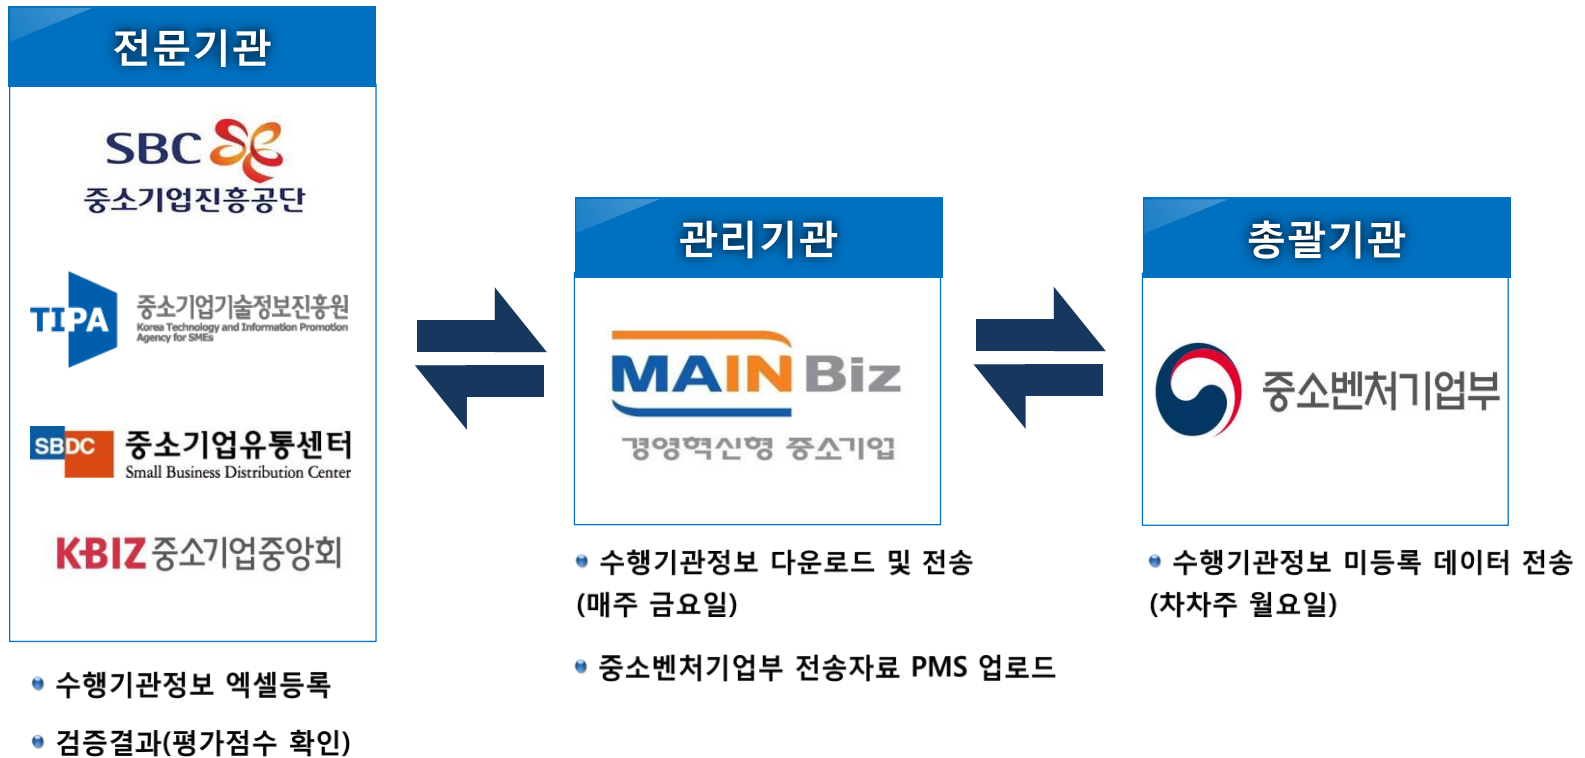 전문기관
SBC
중소기업진흥공단
TIPA
중소기업기술정보진흥원
Korea Technology and Information Promotion
Agency for SMEs
SBDC
중소기업유통센터
Small Business Distribution Center
KBIZ 중소기업중앙회
수행기관정보 엑셀등록
검증결과(평가점수 확인)
관리기관
MAIN Biz
경영혁신형 중소기업
수행기관정보 다운로드 및 전송
(매주 금요일)
중소벤처기업부 전송자료 PMS 업로드
총괄기관
중소벤처기업부
수행기관정보 미등록 데이터 전송
(차차주 월요일)